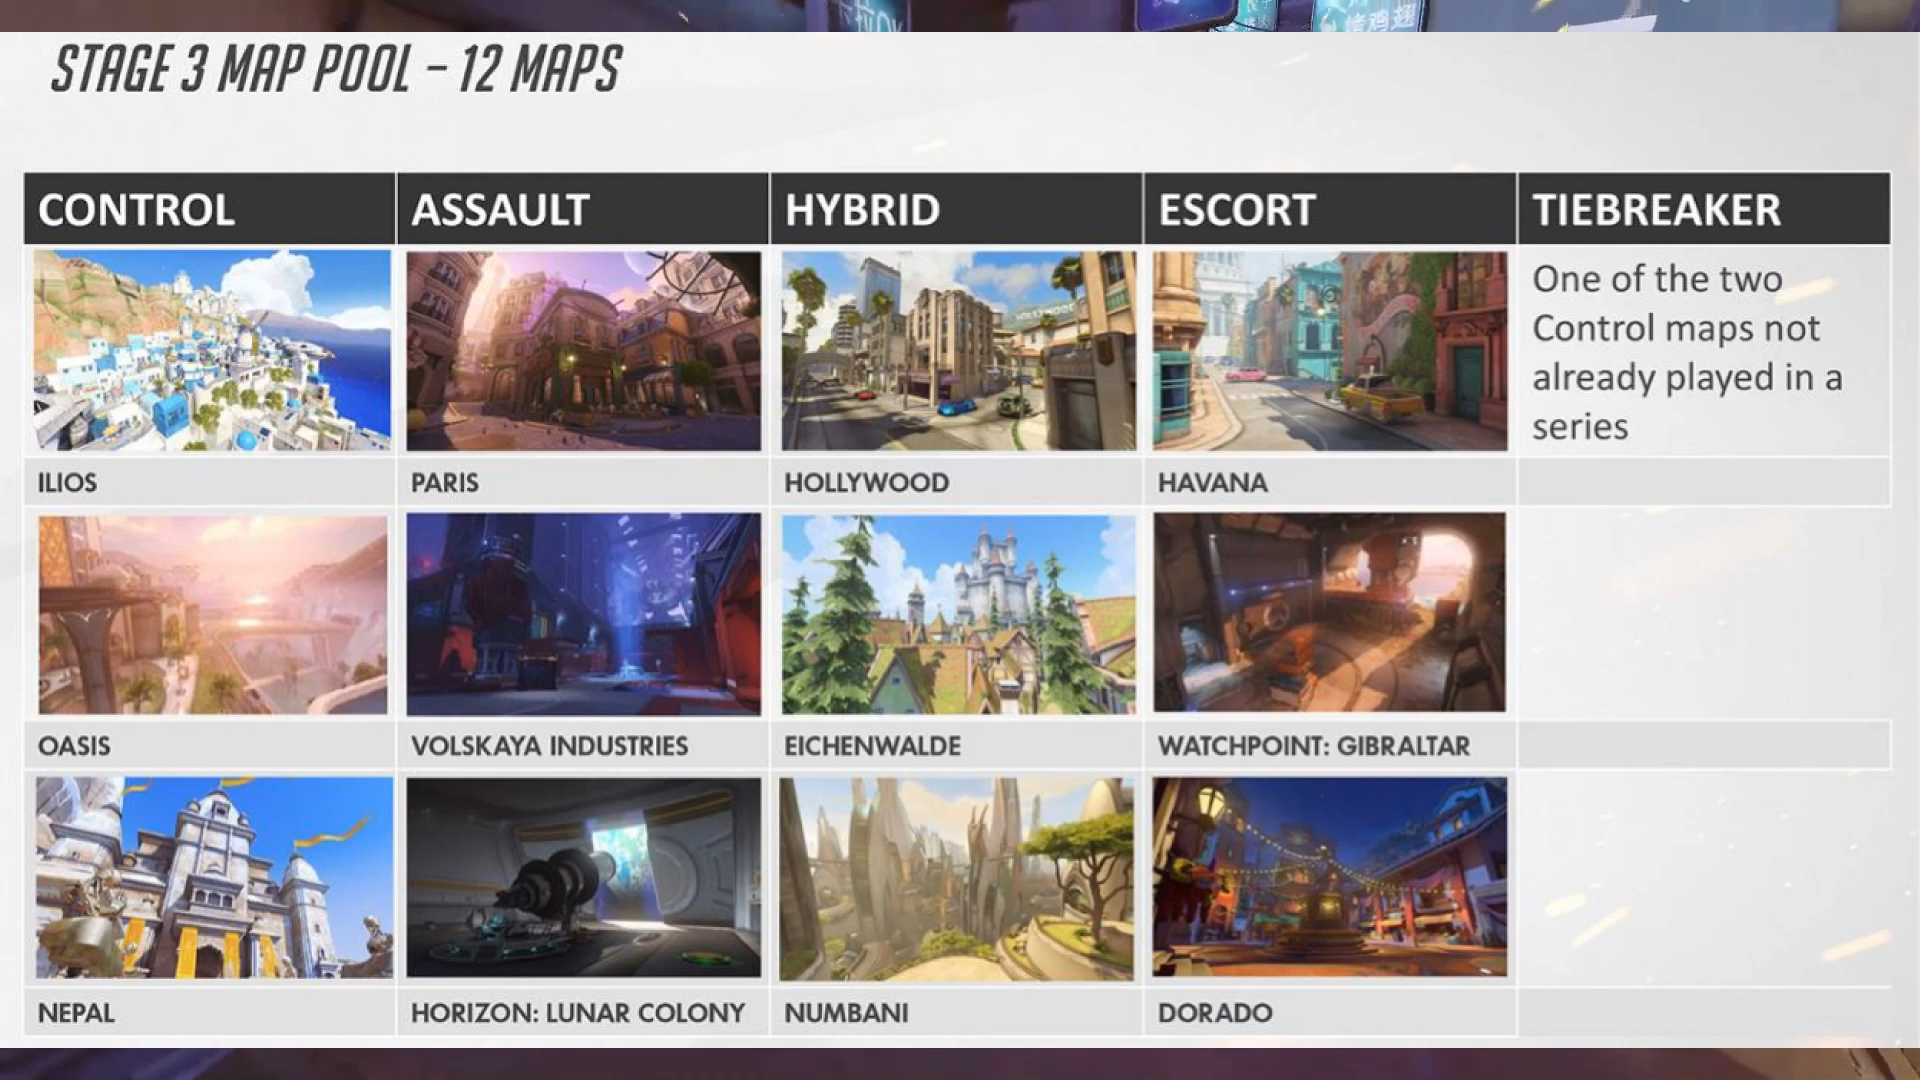 STAGE 3 MAP POOL – 12 MAPS
CONTROL
ASSAULT
HYBRID
ESCORT
TIEBREAKER
One of the two
Control maps not
already played in a
series
ILIOS
PARIS
HOLLYWOOD
HAVANA
OASIS
VOLSKAYA INDUSTRIES
EICHENWALDE
WATCHPOINT: GIBRALTAR
NEPAL
HORIZON: LUNAR COLONY
NUMBANI
DORADO